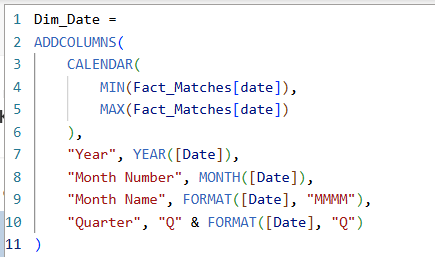 1 Dim_Date =
2 ADDCOLUMNS(
3 CALENDAR(
4 MIN(Fact_Matches[date]),
5 MAX(Fact_Matches[date])
6 ),
7 "Year", YEAR([Date]),
8 "Month Number", MONTH([Date]),
9 "Month Name", FORMAT([Date], "MMMM"),
10 "Quarter", "Q" & FORMAT([Date], "Q")
11 )